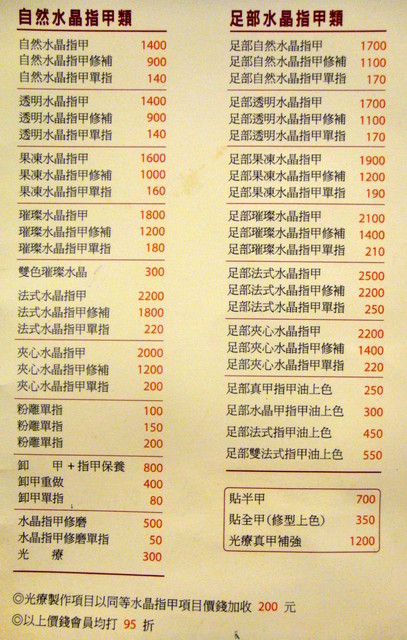 自然水晶指甲類
自然水晶指甲 1400
自然水晶指甲修補 900
自然水晶指甲單指 140
透明水晶指甲 1400
透明水晶指甲修補 900
透明水晶指甲單指 140
果凍水晶指甲 1600
果凍水晶指甲修補 1000
果凍水晶指甲單指 160
璀璨水晶指甲 1800
璀璨水晶指甲修補 1200
璀璨水晶指甲單指 180
雙色璀璨水晶 300
法式水晶指甲 2200
法式水晶指甲修補 1800
法式水晶指甲單指 220
夾心水晶指甲 2000
夾心水晶指甲修補 1200
夾心水晶指甲單指 200
粉雕單指 100
粉雕單指 150
粉雕單指 200
卸 甲+指甲保養 800
卸甲重做 400
卸甲單指 80
水晶指甲修磨 500
水晶指甲修磨單指 50
光 療 300
足部水晶指甲類
足部自然水晶指甲 1700
足部自然水晶指甲修補 1100
足部自然水晶指甲單指 170
足部透明水晶指甲 1700
足部透明水晶指甲修補 1100
足部透明水晶指甲單指 170
足部果凍水晶指甲 1900
足部果凍水晶指甲修補 1200
足部果凍水晶指甲單指 190
足部璀璨水晶指甲 2100
足部璀璨水晶指甲修補 1400
足部璀璨水晶指甲單指 210
足部法式水晶指甲 2500
足部法式水晶指甲修補 2200
足部法式水晶指甲單指 250
足部夾心水晶指甲 2200
足部夾心水晶指甲修補 1400
足部夾心水晶指甲單指 220
足部真甲指甲油上色 250
足部水晶甲指甲油上色 300
足部法式指甲油上色 450
足部雙法式指甲油上色 550
貼半甲 700
貼全甲(修型上色) 350
光療真甲補強 1200
◎光療製作項目以同等水晶指甲項目價錢加收 200 元
◎以上價錢會員均打 95 折